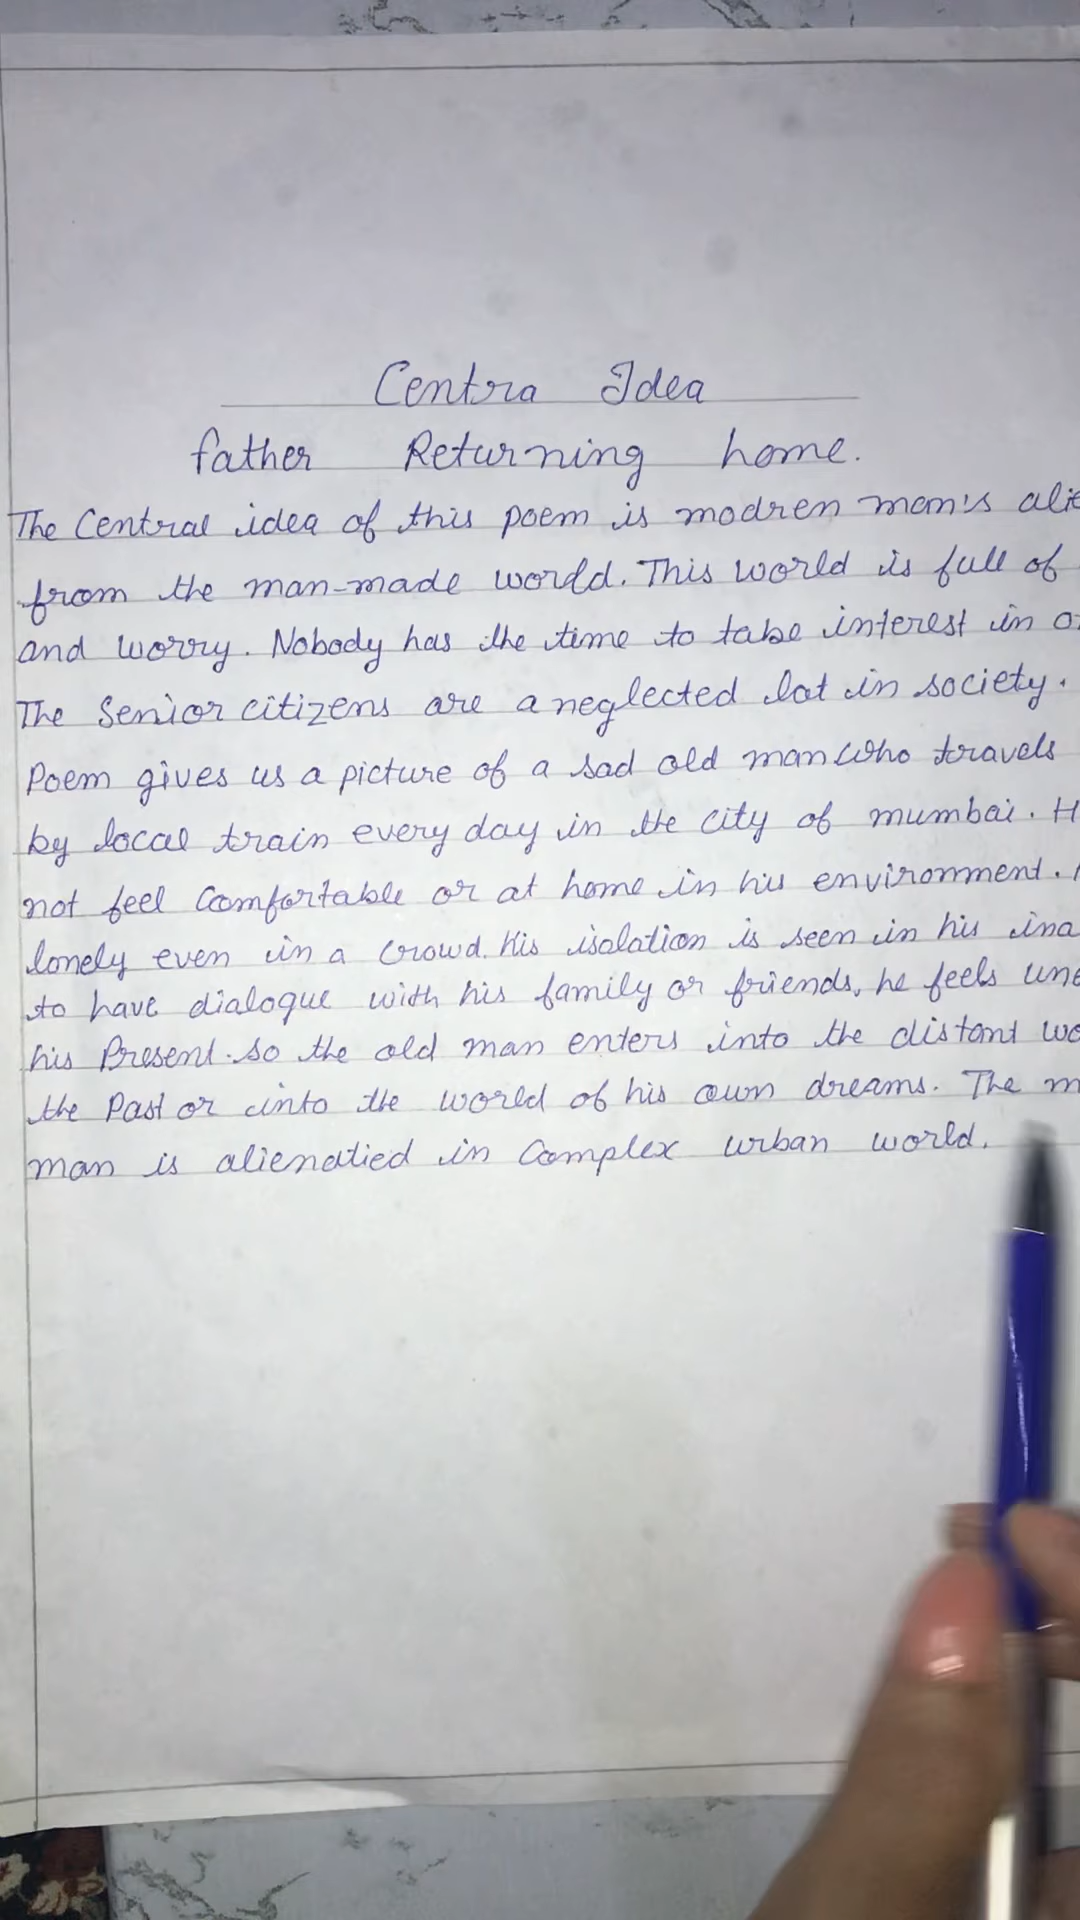 Centra Idea
father Returning home.
The Central idea of this poem is modren man's
from the man-made world. This world is full of
and worry. Nobody has the time to take interest in
The Senior citizens are a neglected lot in society.
Poem gives us a picture of a sad old man who travels
by local train every day in the city of mumbai.
not feel Comfortable or at home in his environment.
lonely even in a crowd. His isolation is seen in his
to have dialogue with his family or friends, he feels
his Present. so the old man enters into the distant
the Past or into the world of his own dreams. The
man is alienatied in Complex urban world.